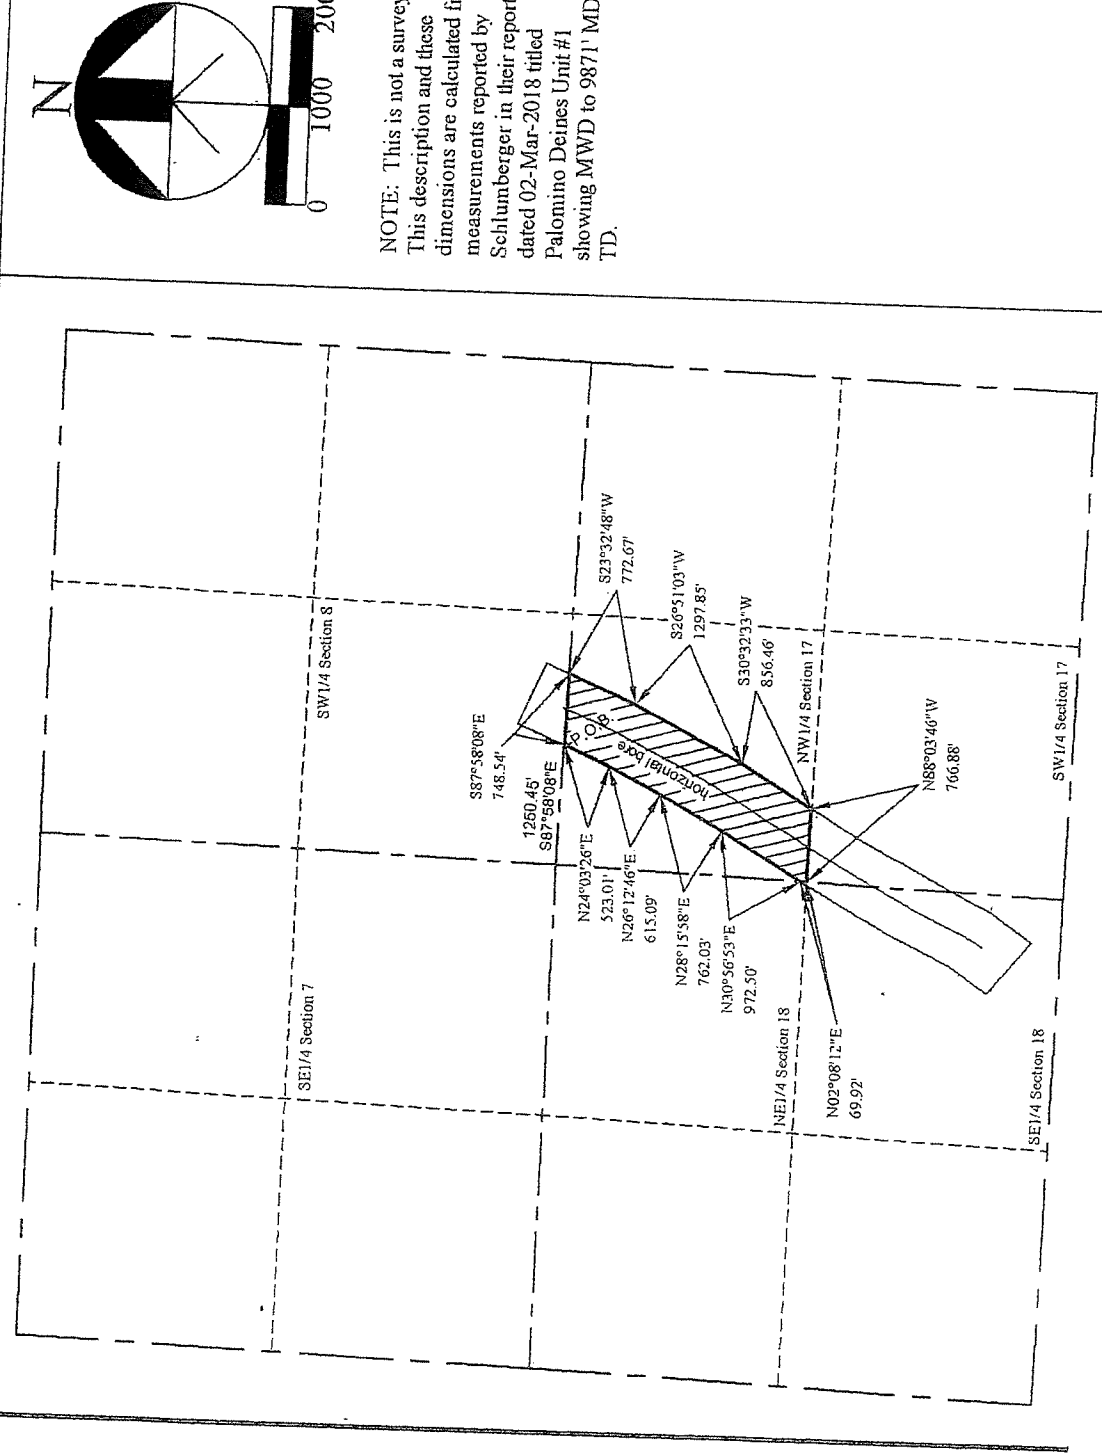 N
0
1000
NOTE: This is not a survey
This description and these
dimensions are calculated f
measurements reported by
Schlumberger in their report
dated 02-Mar-2018 titled
Palomino Deines Unit #1
showing MWD to 9871' MD
TD.
SW1/4 Section 8
SE1/4 Section 7
S87°58'08"E
748.54'
1250.45'
S87°58'08"E
P.O.B.
horizontal bore
S23°32'48"W
772.67'
S26°51'03"W
1297.85'
S30°32'33"W
856.46'
NW1/4 Section 17
N88°03'46"W
766.88'
SW1/4 Section 17
N24°03'26"E
523.01'
N26°12'46"E
615.09'
N28°15'58"E
762.03'
N30°56'53"E
972.50'
NE1/4 Section 18
N02°08'12"E
69.92'
SE1/4 Section 18